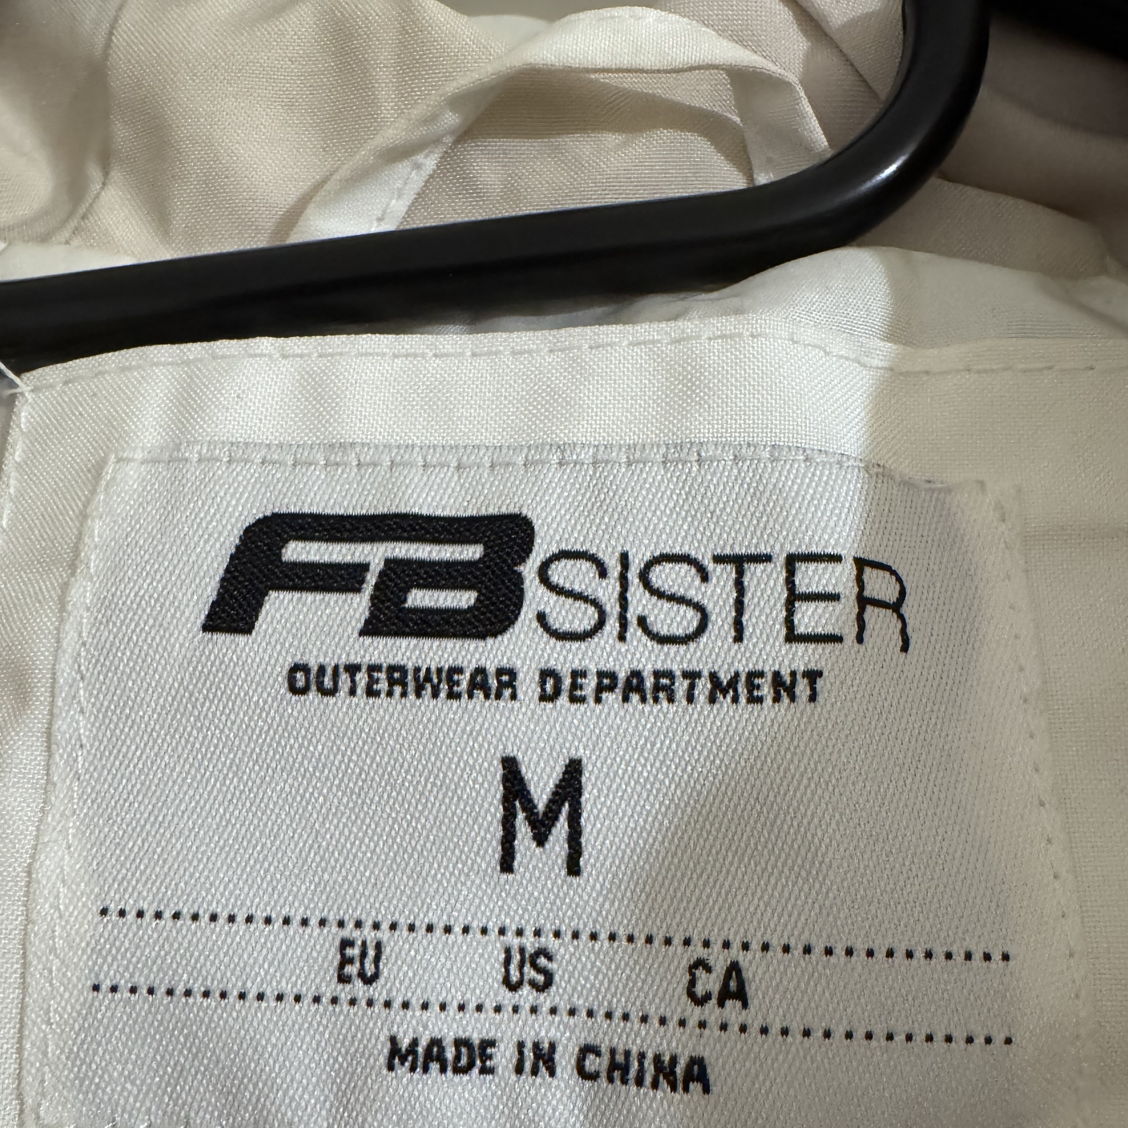 FB SISTER
OUTERWEAR DEPARTMENT
M
EU US CA
MADE IN CHINA